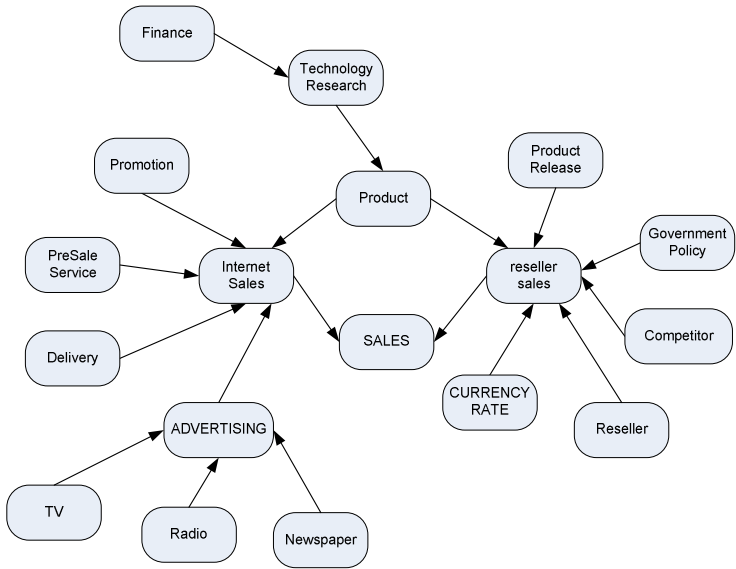 Finance
Technology
Research
Promotion
Product
Release
Product
Government
Policy
PreSale
Service
Internet
Sales
reseller
sales
SALES
Competitor
Delivery
CURRENCY
RATE
ADVERTISING
Reseller
TV
Radio
Newspaper